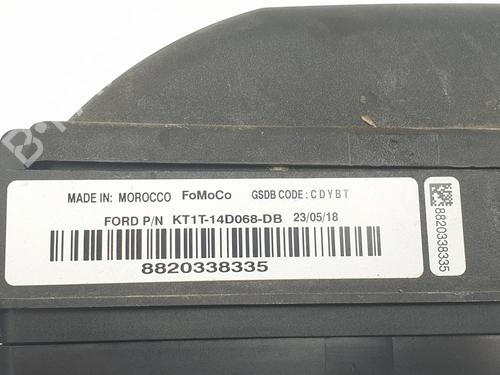 MADE IN: MOROCCO FoMoCo GSDB CODE: CDYBT
FORD P/N KT1T-14D068-DB 23/05/18
8820338335
8820338335